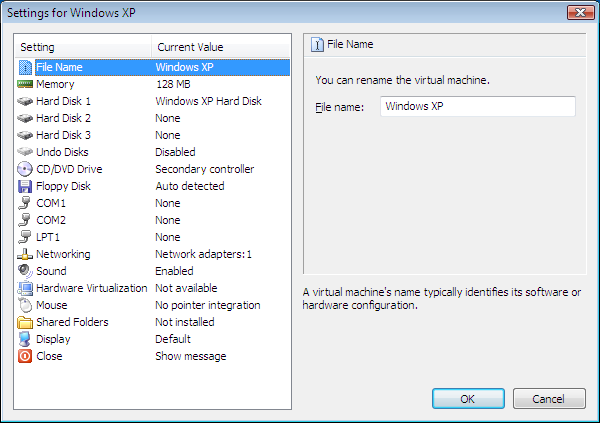 Settings for Windows XP
Setting Current Value
File Name Windows XP
Memory 128 MB
Hard Disk 1 Windows XP Hard Disk
Hard Disk 2 None
Hard Disk 3 None
Undo Disks Disabled
CD/DVD Drive Secondary controller
Floppy Disk Auto detected
COM1 None
COM2 None
LPT1 None
Networking Network adapters:1
Sound Enabled
Hardware Virtualization Not available
Mouse No pointer integration
Shared Folders Not installed
Display Default
Close Show message
File Name
You can rename the virtual machine.
File name: Windows XP
A virtual machine's name typically identifies its software or
hardware configuration.
OK Cancel